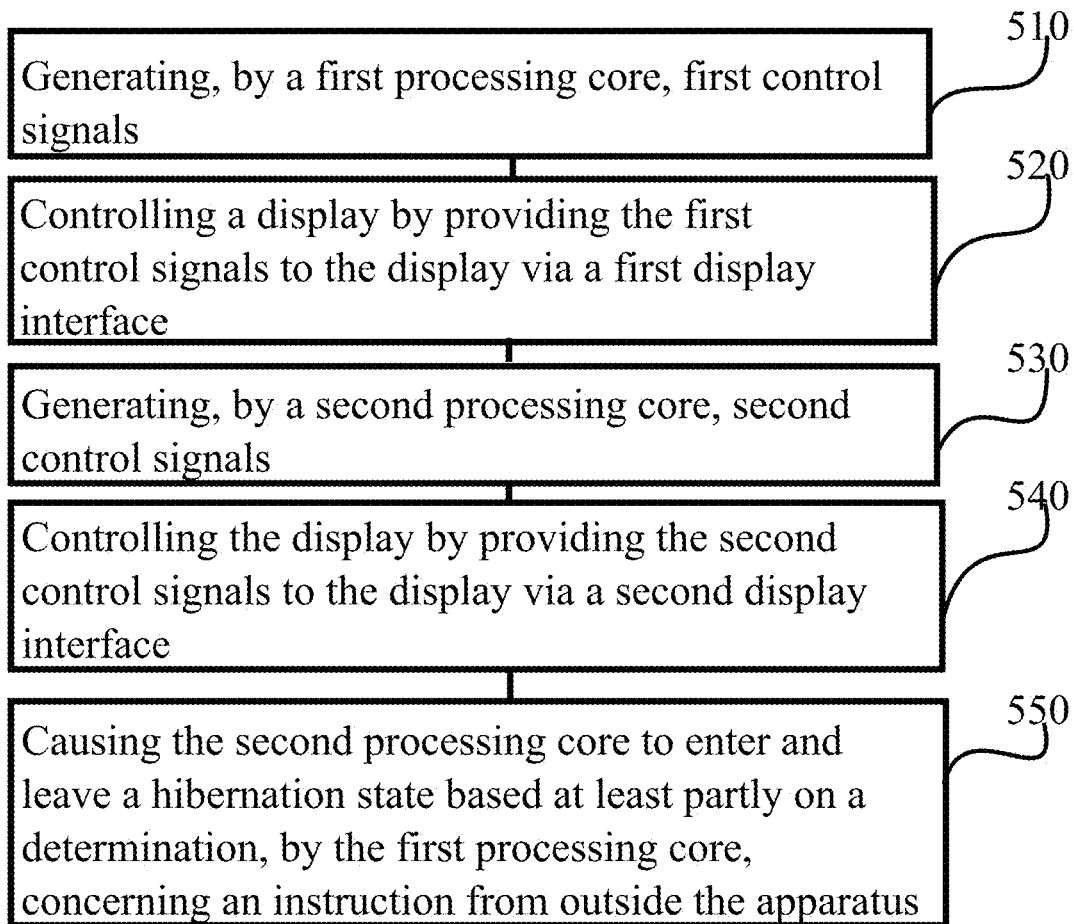 510
Generating, by a first processing core, first control
signals
520
Controlling a display by providing the first
control signals to the display via a first display
interface
530
Generating, by a second processing core, second
control signals
540
Controlling the display by providing the second
control signals to the display via a second display
interface
550
Causing the second processing core to enter and
leave a hibernation state based at least partly on a
determination, by the first processing core,
concerning an instruction from outside the apparatus